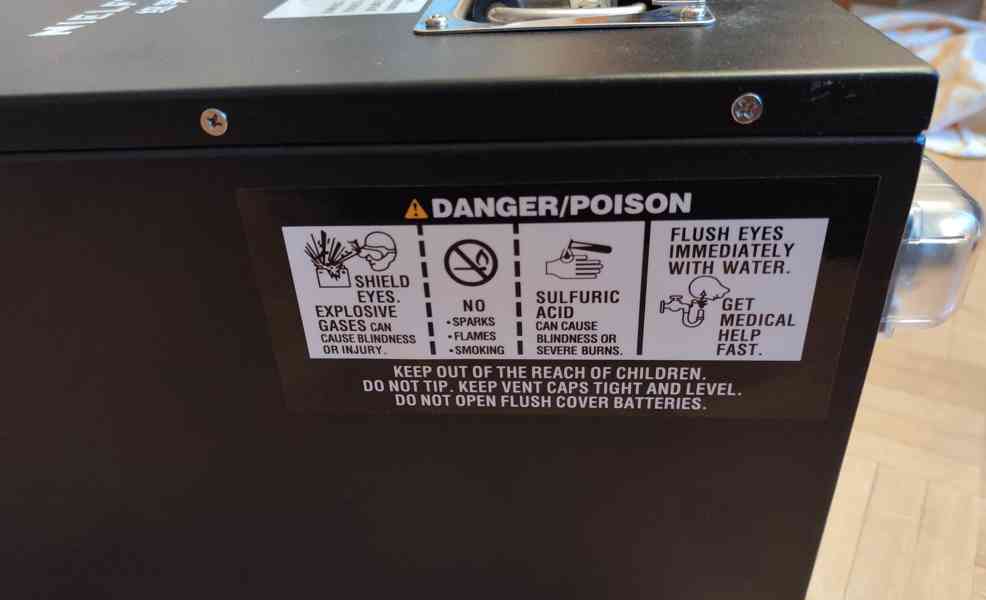 DANGER/POISON
SHIELD
EYES.
EXPLOSIVE
GASES CAN
CAUSE BLINDNESS
OR INJURY.
NO
•SPARKS
•FLAMES
•SMOKING
SULFURIC
ACID
CAN CAUSE
BLINDNESS OR
SEVERE BURNS.
FLUSH EYES
IMMEDIATELY
WITH WATER.
GET
MEDICAL
HELP
FAST.
KEEP OUT OF THE REACH OF CHILDREN.
DO NOT TIP. KEEP VENT CAPS TIGHT AND LEVEL.
DO NOT OPEN FLUSH COVER BATTERIES.